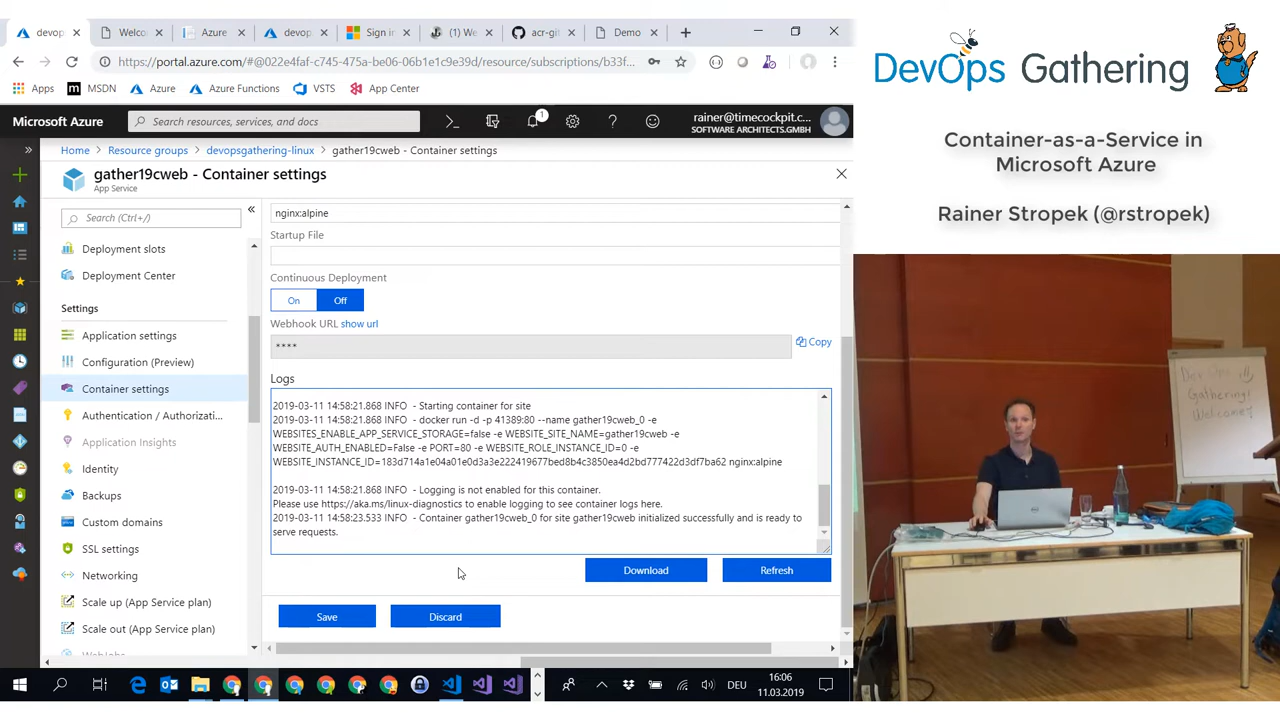 devop
Welco
Azure
devop
Sign in
(1) We
acr-git
Demo
https://portal.azure.com/#@022e4faf-c745-475a-be06-06b1e1c9e39d/resource/subscriptions/b33f...
Apps
MSDN
Azure
Azure Functions
VSTS
App Center
Microsoft Azure
Search resources, services, and docs
1
rainer@timecockpit.c...
SOFTWARE ARCHITECTS.GMBH
Home
Resource groups
devopsgathering-linux
gather19cweb - Container settings
gather19cweb - Container settings
App Service
Search (Ctrl+/)
Deployment slots
Deployment Center
Settings
Application settings
Configuration (Preview)
Container settings
Authentication / Authorizati...
Application Insights
Identity
Backups
Custom domains
SSL settings
Networking
Scale up (App Service plan)
Scale out (App Service plan)
WebJobs
nginx:alpine
Startup File
Continuous Deployment
On
Off
Webhook URL show url
****
Copy
Logs
2019-03-11 14:58:21.868 INFO - Starting container for site
2019-03-11 14:58:21.868 INFO - docker run -d -p 41389:80 --name gather19cweb_0 -e
WEBSITES_ENABLE_APP_SERVICE_STORAGE=false -e WEBSITE_SITE_NAME=gather19cweb -e
WEBSITE_AUTH_ENABLED=False -e PORT=80 -e WEBSITE_ROLE_INSTANCE_ID=0 -e
WEBSITE_INSTANCE_ID=183d714a1e04a01e0d3a3e222419677bed8b4c3850ea4d2bd777422d3df7ba62 nginx:alpine
2019-03-11 14:58:21.868 INFO - Logging is not enabled for this container.
Please use https://aka.ms/linux-diagnostics to enable logging to see container logs here.
2019-03-11 14:58:23.533 INFO - Container gather19cweb_0 for site gather19cweb initialized successfully and is ready to
serve requests.
Download
Refresh
Save
Discard
DEU
16:06
11.03.2019
DevOps Gathering
Container-as-a-Service in
Microsoft Azure
Rainer Stropek (@rstropek)
DevOps
Gathering!
Welcome!